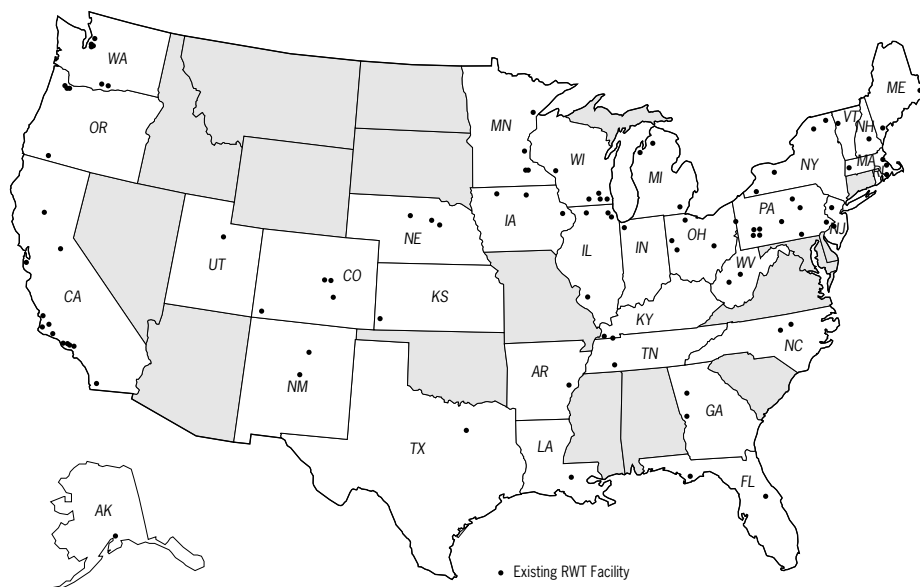 WA
ME
VT
NH
MN
OR
WI
NY
MA
RI
MI
IA
PA
NE
NJ
OH
IL
IN
UT
WV
CO
KS
CA
KY
NC
TN
AR
NM
GA
TX
LA
FL
AK
Existing RWT Facility